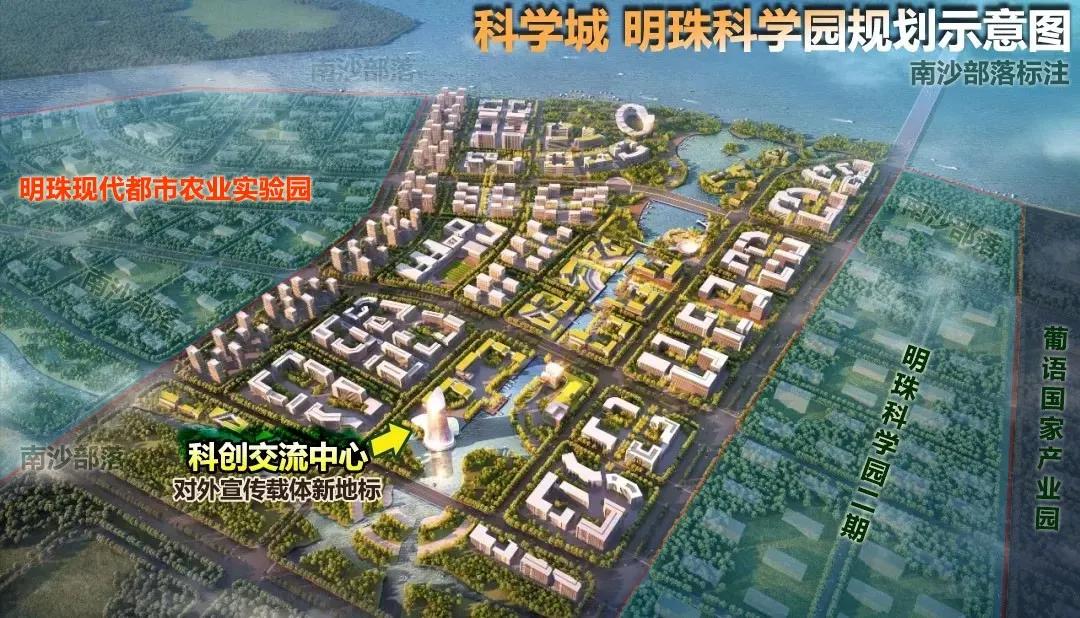 科学城 明珠科学园规划示意图
南沙部落标注
南沙部落
明珠现代都市农业实验园
南沙部落
南沙部落
葡语国家产业园
明珠科学园二期
科创交流中心
对外宣传载体新地标
南沙部落